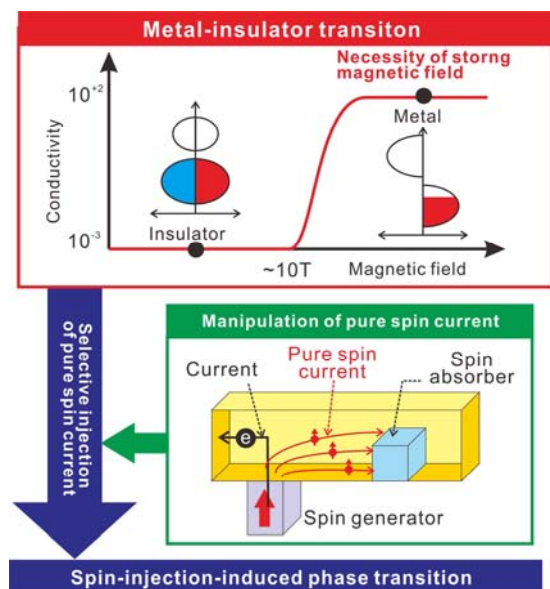 Metal-insulator transiton
Necessity of storng
magnetic field
10+2
Metal
Conductivity
Insulator
10-3
~10T
Magnetic field
Selective injection
of pure spin current
Manipulation of pure spin current
Pure spin
current
Current
Spin
absorber
e
Spin generator
Spin-injection-induced phase transition